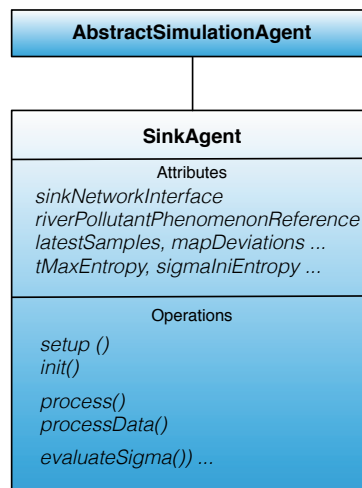 AbstractSimulationAgent
SinkAgent
Attributes
sinkNetworkInterface
riverPollutantPhenomenonReference
latestSamples, mapDeviations ...
tMaxEntropy, sigmaIniEntropy ...
Operations
setup ()
init()
process()
processData()
evaluateSigma()) ...